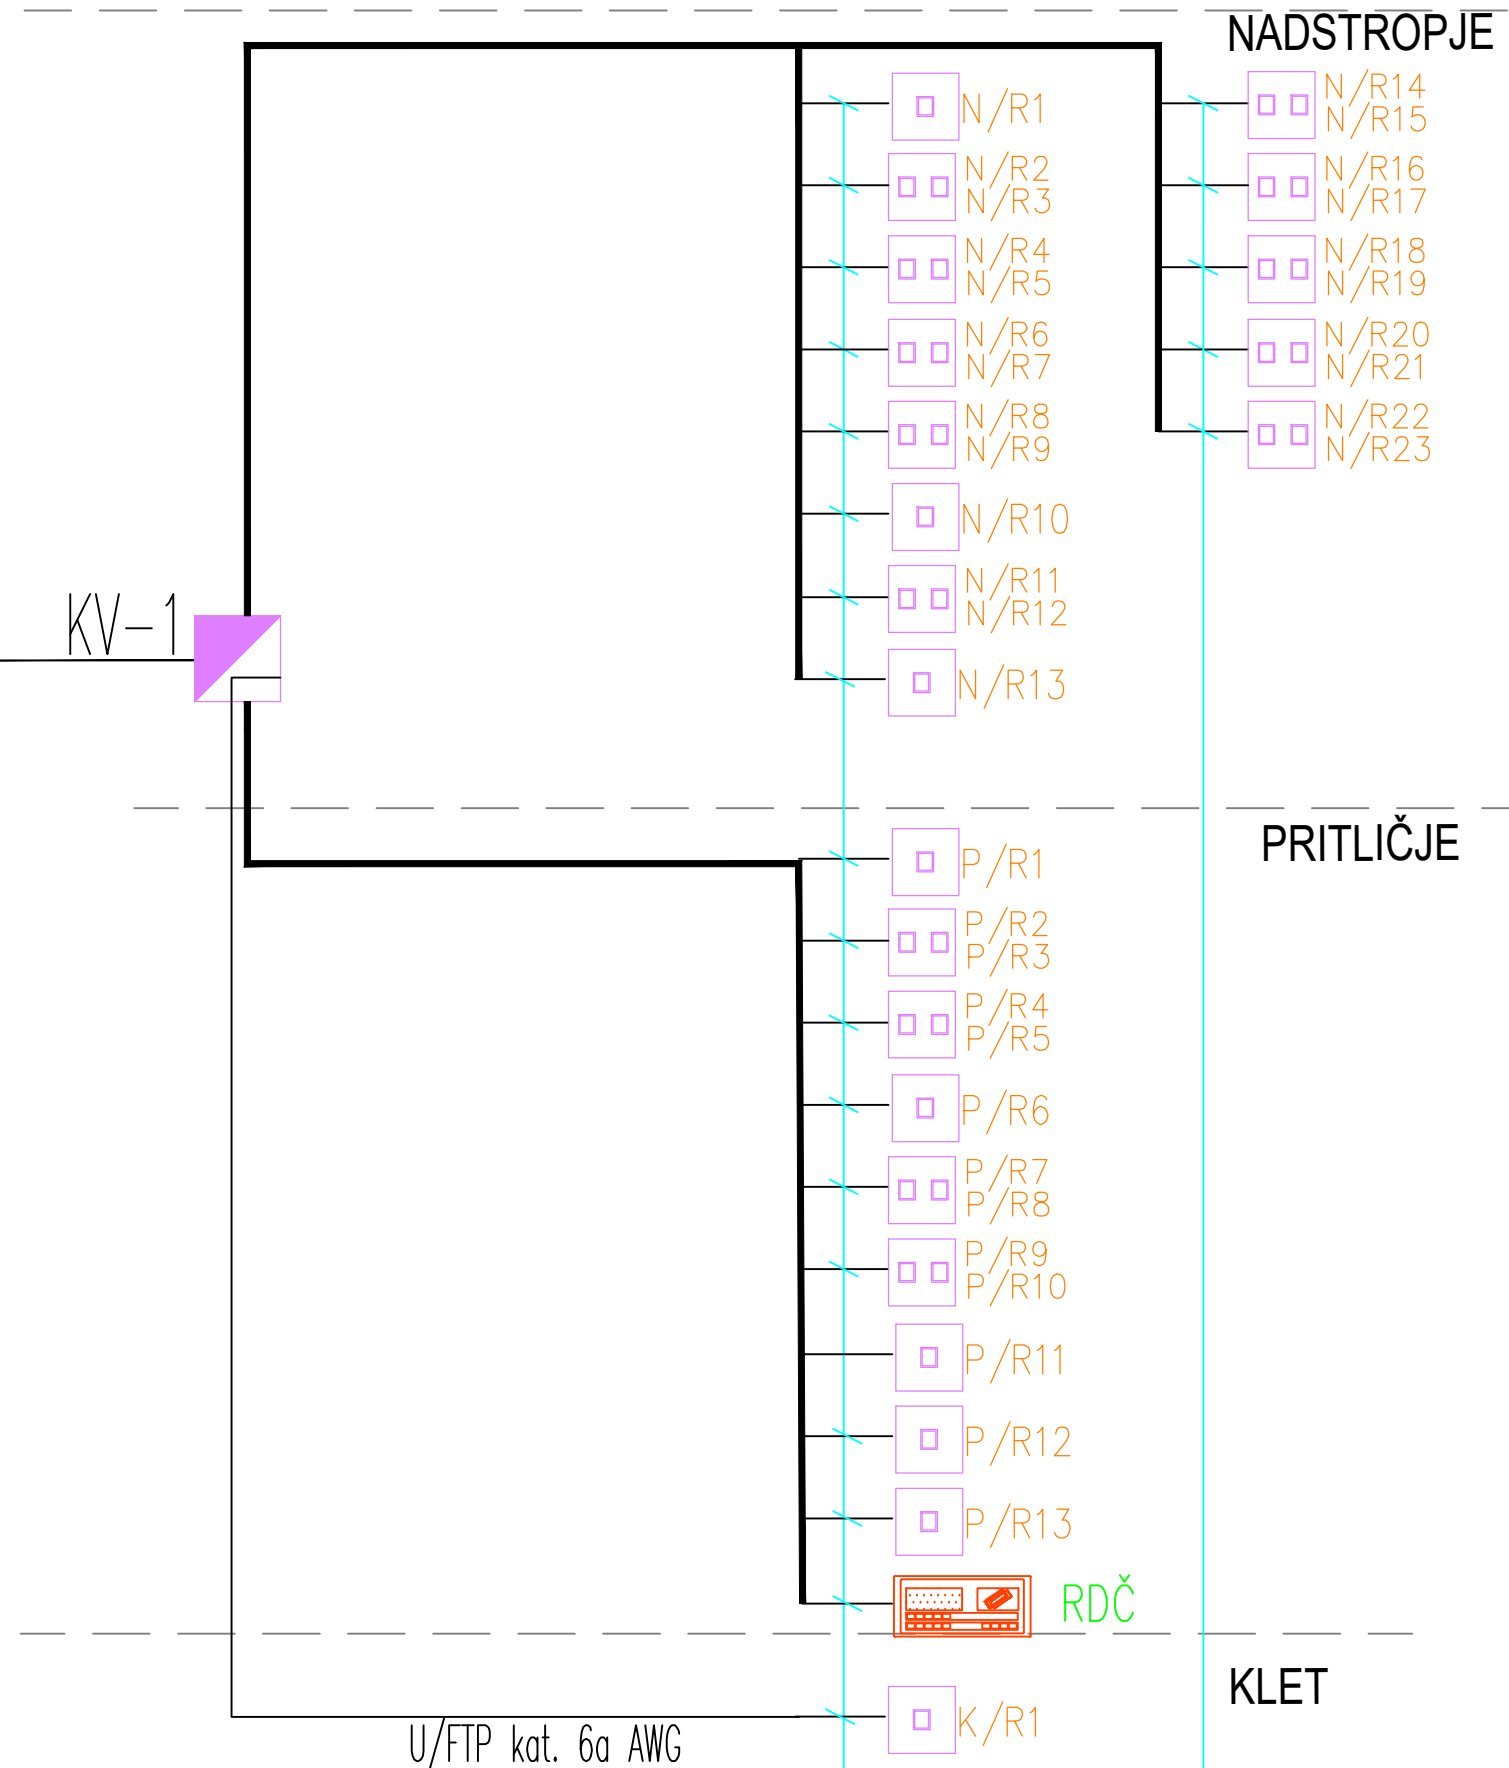 NADSTROPJE
N/R1
N/R2
N/R3
N/R4
N/R5
N/R6
N/R7
N/R8
N/R9
N/R10
N/R11
N/R12
N/R13
N/R14
N/R15
N/R16
N/R17
N/R18
N/R19
N/R20
N/R21
N/R22
N/R23
KV-1
PRITLIČJE
P/R1
P/R2
P/R3
P/R4
P/R5
P/R6
P/R7
P/R8
P/R9
P/R10
P/R11
P/R12
P/R13
RDČ
KLET
K/R1
U/FTP kat. 6a AWG